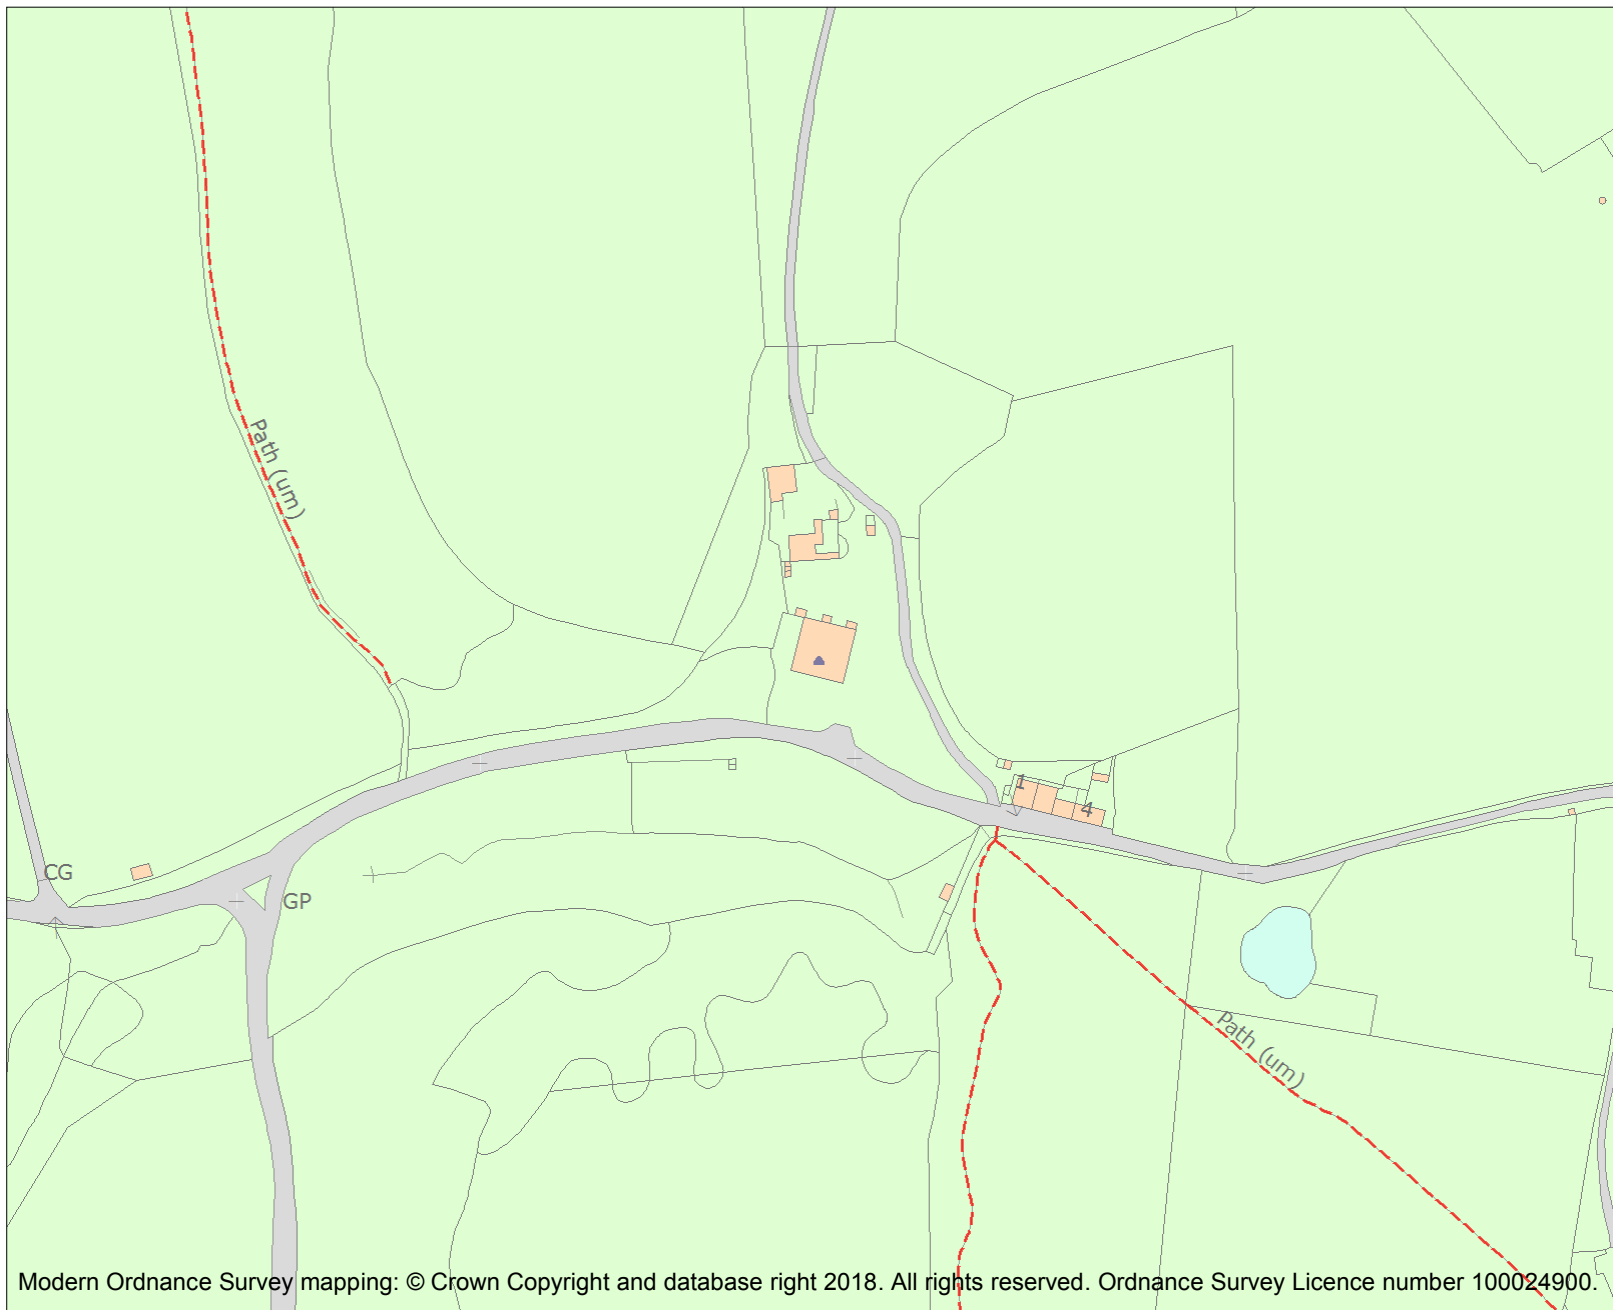 Path (um)
1
4
CG
GP
Path (um)
Modern Ordnance Survey mapping: © Crown Copyright and database right 2018. All rights reserved. Ordnance Survey Licence number 100024900.